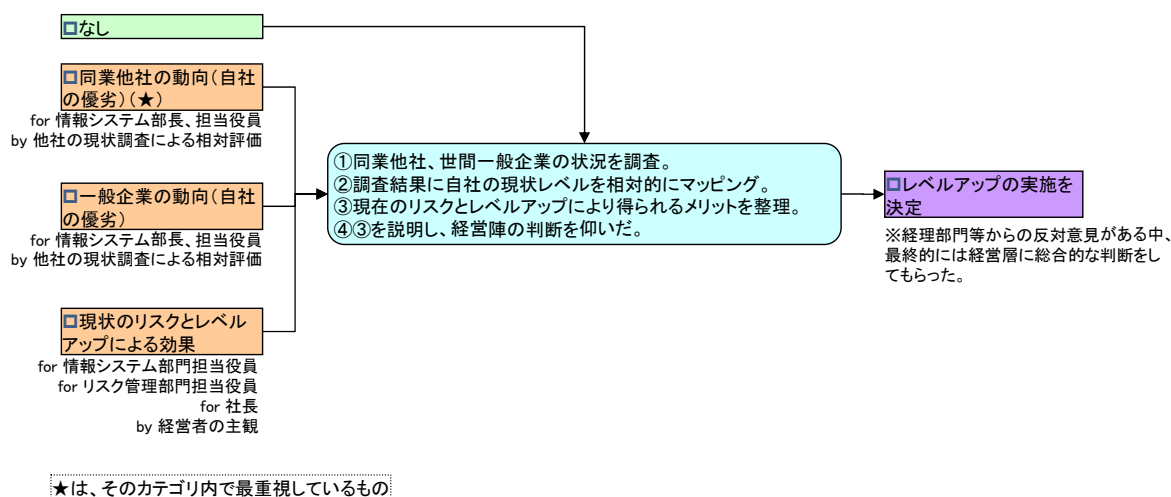 なし
同業他社の動向(自社
の優劣)(★)
for 情報システム部長、担当役員
by 他社の現状調査による相対評価
一般企業の動向(自社
の優劣)
for 情報システム部長、担当役員
by 他社の現状調査による相対評価
現状のリスクとレベル
アップによる効果
for 情報システム部門担当役員
for リスク管理部門担当役員
for 社長
by 経営者の主観
①同業他社、世間一般企業の状況を調査。
②調査結果に自社の現状レベルを相対的にマッピング。
③現在のリスクとレベルアップにより得られるメリットを整理。
④③を説明し、経営陣の判断を仰いだ。
レベルアップの実施を
決定
※経理部門等からの反対意見がある中、
最終的には経営層に総合的な判断をし
てもらった。
★は、そのカテゴリ内で最重視しているもの